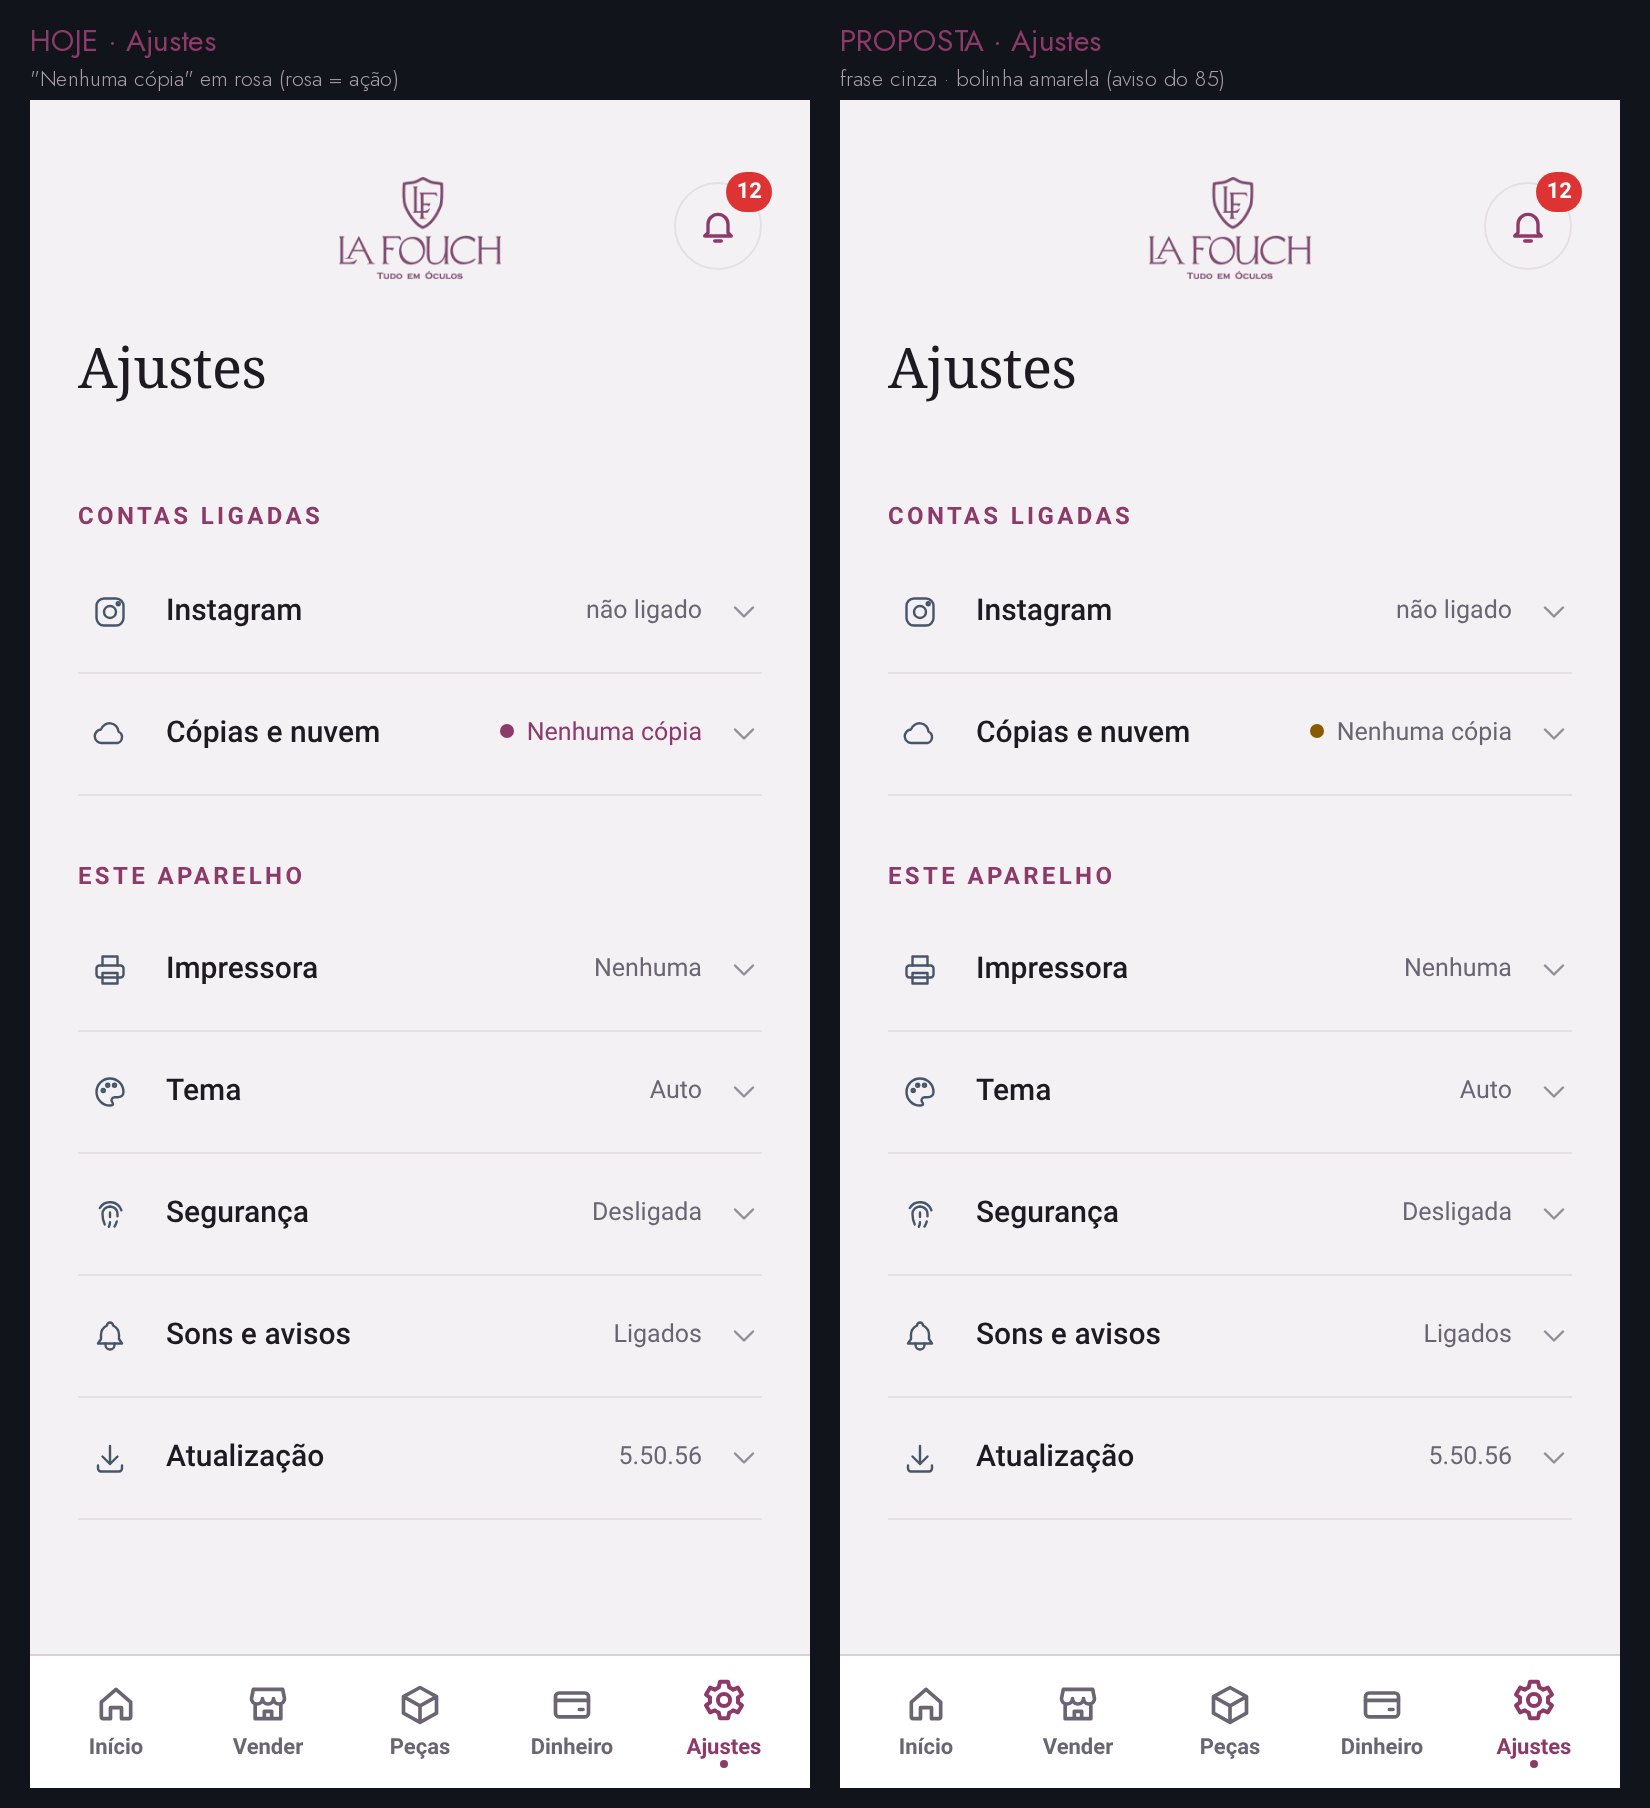 HOJE · Ajustes
"Nenhuma cópia" em rosa (rosa = ação)
LF
LA FOUCH
TUDO EM ÓCULOS
12
Ajustes
CONTAS LIGADAS
Instagram não ligado
Cópias e nuvem Nenhuma cópia
ESTE APARELHO
Impressora Nenhuma
Tema Auto
Segurança Desligada
Sons e avisos Ligados
Atualização 5.50.56
Início Vender Peças Dinheiro Ajustes
PROPOSTA · Ajustes
frase cinza · bolinha amarela (aviso do 85)
LF
LA FOUCH
TUDO EM ÓCULOS
12
Ajustes
CONTAS LIGADAS
Instagram não ligado
Cópias e nuvem Nenhuma cópia
ESTE APARELHO
Impressora Nenhuma
Tema Auto
Segurança Desligada
Sons e avisos Ligados
Atualização 5.50.56
Início Vender Peças Dinheiro Ajustes